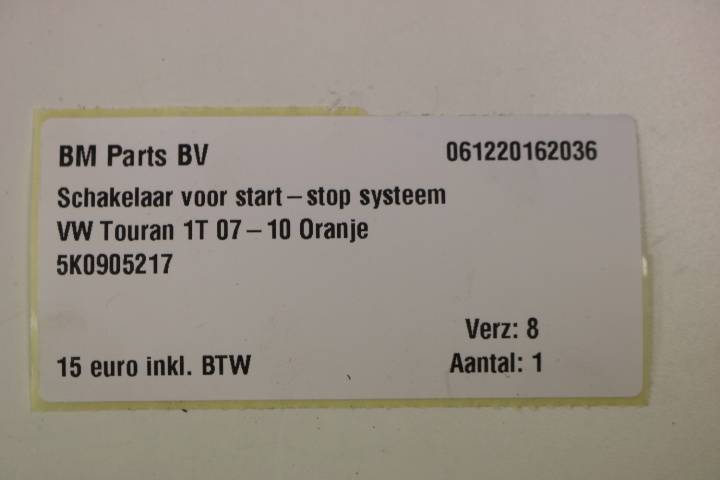 BM Parts BV 061220162036
Schakelaar voor start–stop systeem
VW Touran 1T 07–10 Oranje
5K0905217
Verz: 8
15 euro inkl. BTW Aantal: 1